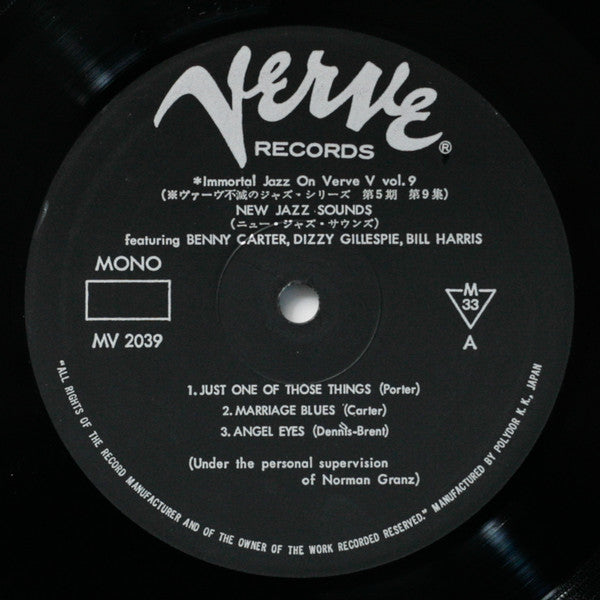 Verve
RECORDS ®
*Immortal Jazz On Verve V vol.9
(※ヴァーヴ不滅のジャズ・シリーズ 第5期 第9集)
NEW JAZZ SOUNDS
(ニュー・ジャズ・サウンズ)
featuring BENNY CARTER, DIZZY GILLESPIE, BILL HARRIS
MONO
MV 2039
M
33
A
1. JUST ONE OF THOSE THINGS (Porter)
2. MARRIAGE BLUES (Carter)
3. ANGEL EYES (Dennis-Brent)
(Under the personal supervision
of Norman Granz)
"ALL RIGHTS OF THE RECORD MANUFACTURER AND OF THE OWNER OF THE WORK RECORDED RESERVED." MANUFACTURED BY POLYDOR K. K., JAPAN